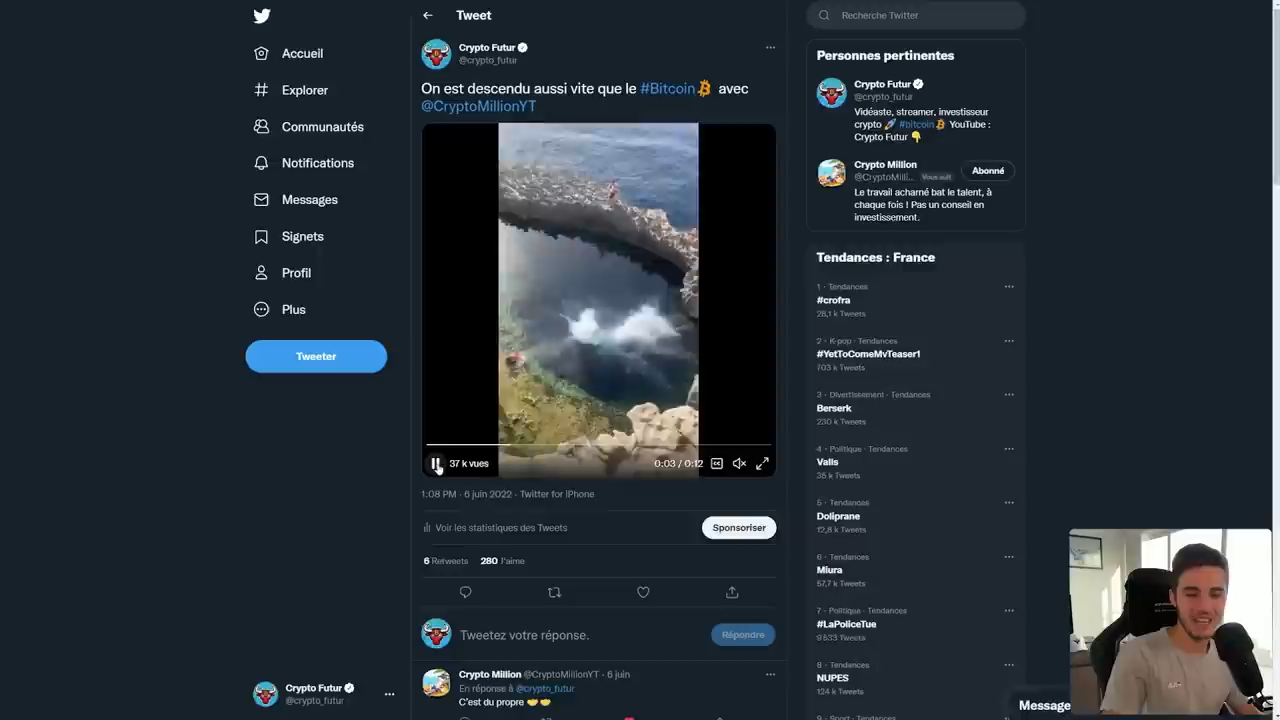 Accueil
Explorer
Communautés
Notifications
Messages
Signets
Profil
Plus
Tweeter
Crypto Futur
@crypto_futur
Tweet
Crypto Futur
@crypto_futur
On est descendu aussi vite que le #Bitcoin avec
@CryptoMillionYT
37 k vues
0:03 / 0:12
1:08 PM · 6 juin 2022 · Twitter for iPhone
Voir les statistiques des Tweets
Sponsoriser
6 Retweets 280 J'aime
Tweetez votre réponse.
Répondre
Crypto Million @CryptoMillionYT · 6 juin
En réponse à @crypto_futur
C'est du propre
Recherche Twitter
Personnes pertinentes
Crypto Futur
@crypto_futur
Vidéaste, streamer, investisseur
crypto 🚀 #bitcoin YouTube :
Crypto Futur 👇
Crypto Million
@CryptoMilli... Vous suit
Abonné
Le travail acharné bat le talent, à
chaque fois ! Pas un conseil en
investissement.
Tendances : France
1 · Tendances
#crofra
28,1 k Tweets
2 · K-pop · Tendances
#YetToComeMvTeaser1
703 k Tweets
3 · Divertissement · Tendances
Berserk
230 k Tweets
4 · Politique · Tendances
Valls
35 k Tweets
5 · Tendances
Doliprane
12,8 k Tweets
6 · Tendances
Miura
57,7 k Tweets
7 · Politique · Tendances
#LaPoliceTue
9 533 Tweets
8 · Tendances
NUPES
124 k Tweets
9 · Sport · Tendances
Message